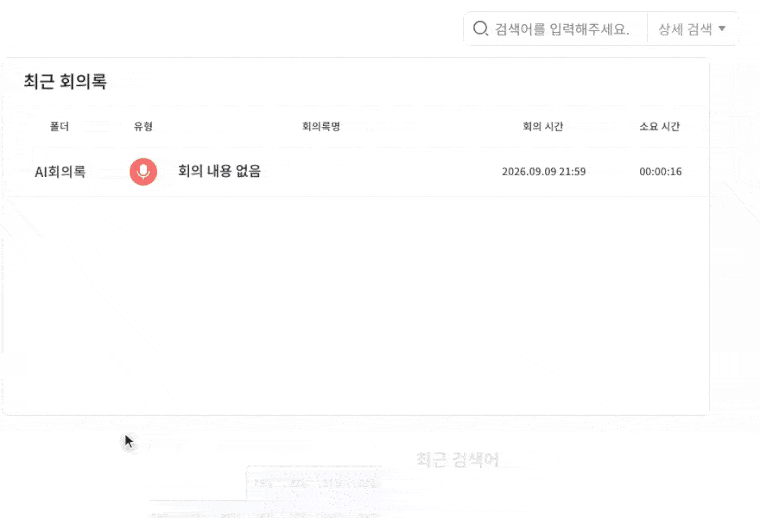 검색어를 입력해주세요. 상세 검색
최근 회의록
폴더 유형 회의록명 회의 시간 소요 시간
AI회의록 회의 내용 없음 2026.09.09 21:59 00:00:16
최근 검색어